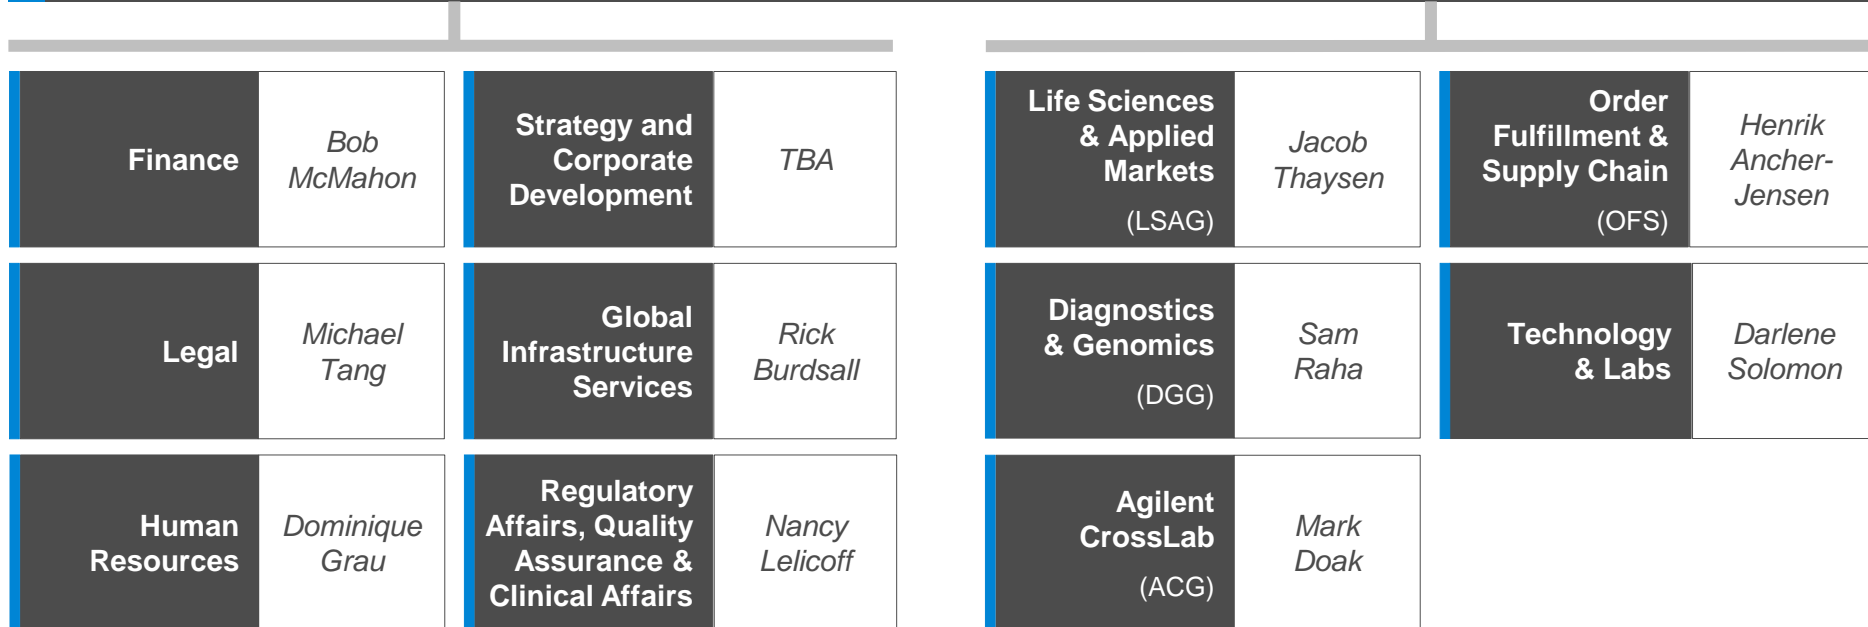 Finance
Bob
McMahon
Strategy and
Corporate
Development
TBA
Life Sciences
& Applied
Markets
(LSAG)
Jacob
Thaysen
Order
Fulfillment &
Supply Chain
(OFS)
Henrik
Ancher-
Jensen
Legal
Michael
Tang
Global
Infrastructure
Services
Rick
Burdsall
Diagnostics
& Genomics
(DGG)
Sam
Raha
Technology
& Labs
Darlene
Solomon
Human
Resources
Dominique
Grau
Regulatory
Affairs, Quality
Assurance &
Clinical Affairs
Nancy
Lelicoff
Agilent
CrossLab
(ACG)
Mark
Doak